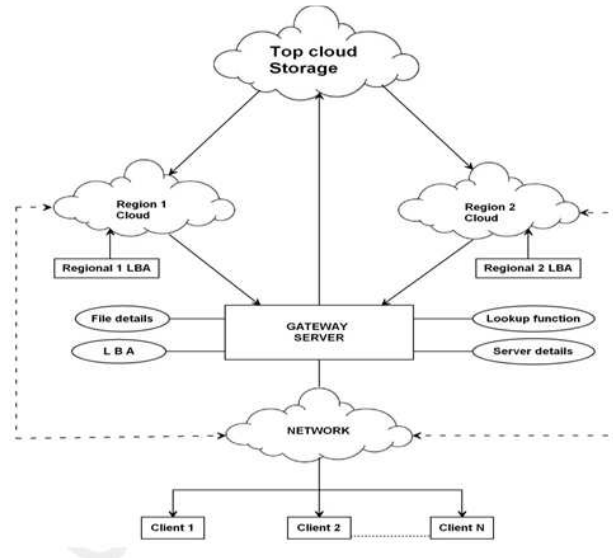 Top cloud
Storage
Region 1
Cloud
Region 2
Cloud
Regional 1 LBA
Regional 2 LBA
File details
GATEWAY
SERVER
Lookup function
L B A
Server details
NETWORK
Client 1
Client 2
Client N